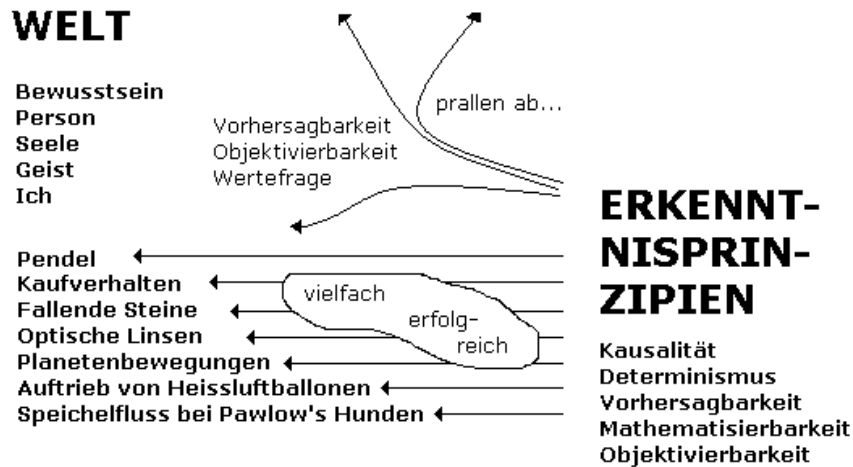 WELT
Bewusstsein
Person
Seele
Geist
Ich
Vorhersagbarkeit
Objektivierbarkeit
Wertefrage
prallen ab...
Pendel
Kaufverhalten
Fallende Steine
Optische Linsen
Planetenbewegungen
Auftrieb von Heissluftballonen
Speichelfluss bei Pawlow's Hunden
vielfach
erfolg-
reich
ERKENNT-
NISPRIN-
ZIPIEN
Kausalität
Determinismus
Vorhersagbarkeit
Mathematisierbarkeit
Objektivierbarkeit